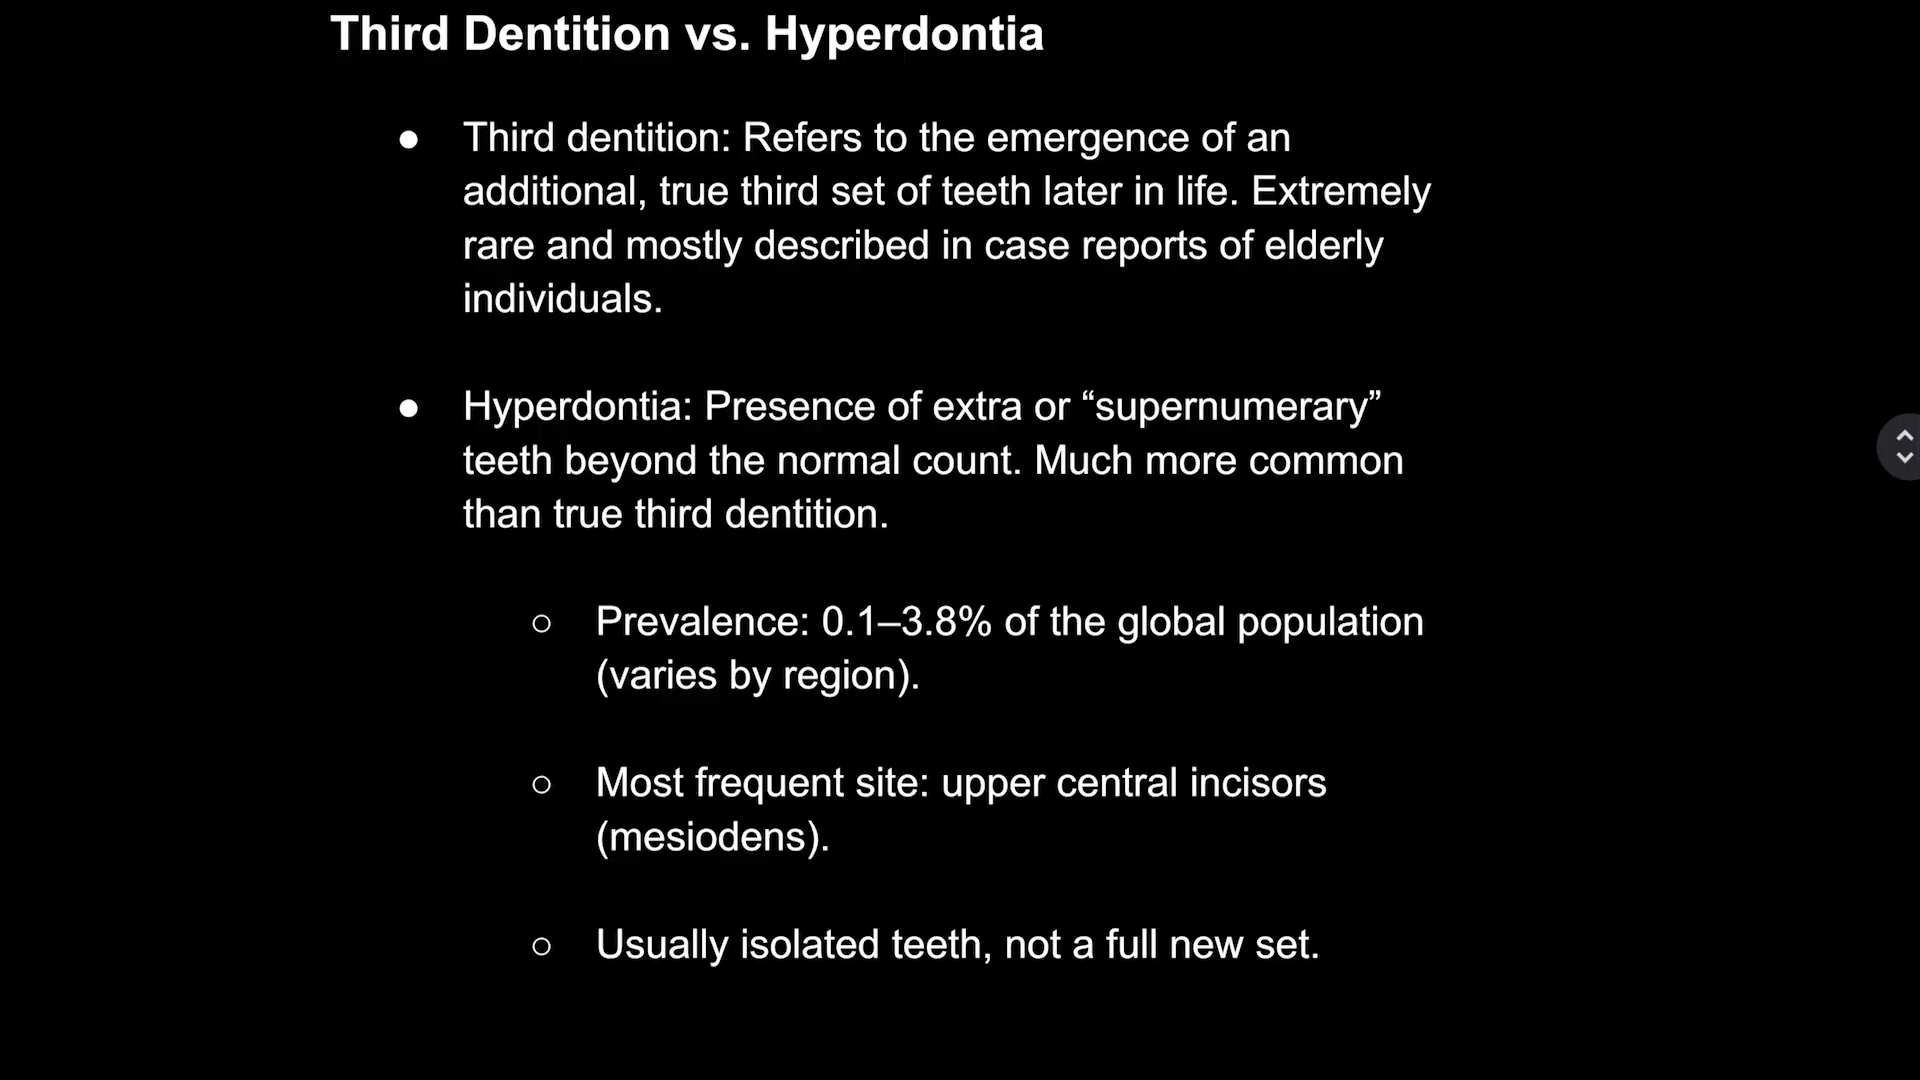 Third Dentition vs. Hyperdontia
● Third dentition: Refers to the emergence of an
additional, true third set of teeth later in life. Extremely
rare and mostly described in case reports of elderly
individuals.
● Hyperdontia: Presence of extra or “supernumerary”
teeth beyond the normal count. Much more common
than true third dentition.
○ Prevalence: 0.1–3.8% of the global population
(varies by region).
○ Most frequent site: upper central incisors
(mesiodens).
○ Usually isolated teeth, not a full new set.